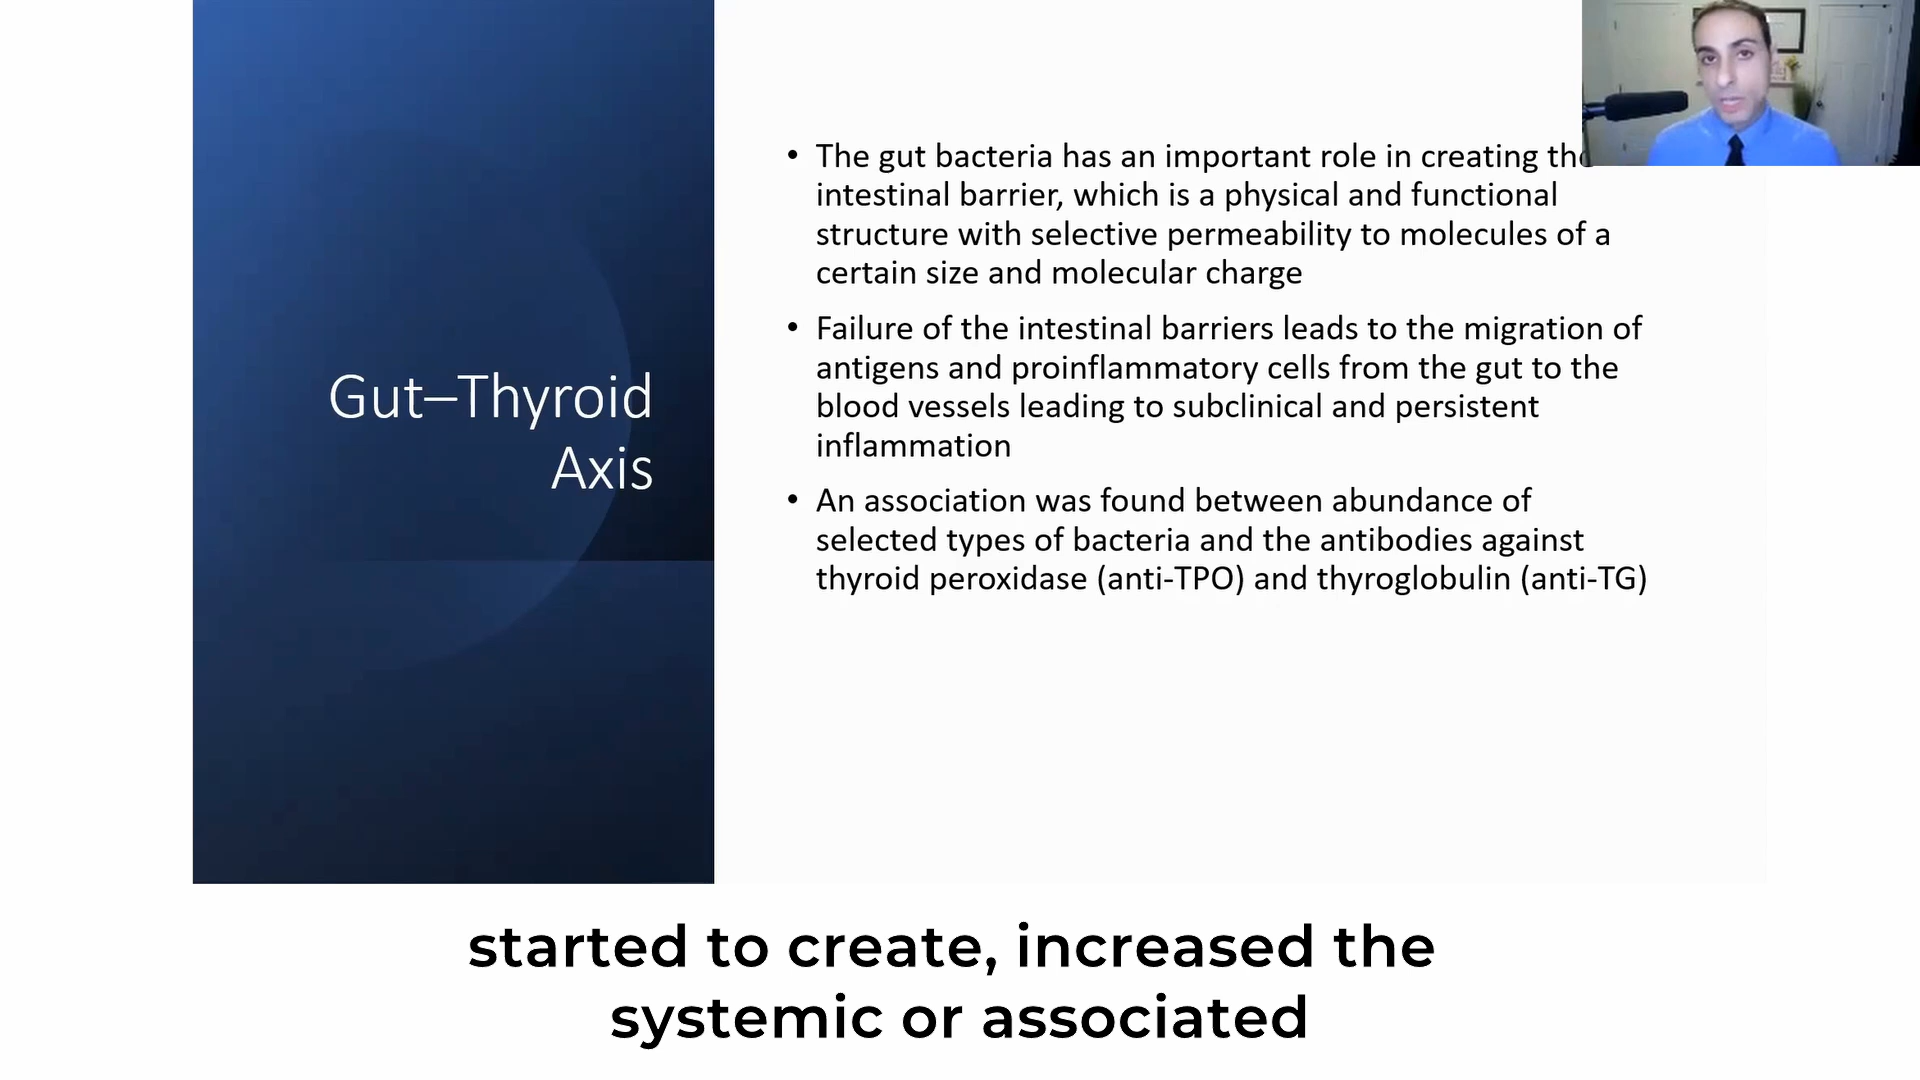 Gut–Thyroid
Axis
• The gut bacteria has an important role in creating the
intestinal barrier, which is a physical and functional
structure with selective permeability to molecules of a
certain size and molecular charge
• Failure of the intestinal barriers leads to the migration of
antigens and proinflammatory cells from the gut to the
blood vessels leading to subclinical and persistent
inflammation
• An association was found between abundance of
selected types of bacteria and the antibodies against
thyroid peroxidase (anti-TPO) and thyroglobulin (anti-TG)
started to create, increased the
systemic or associated